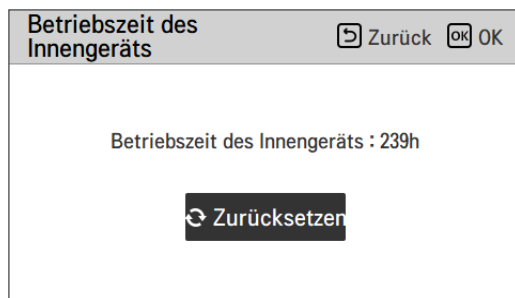 Betriebszeit des
Innengeräts
Zurück OK OK
Betriebszeit des Innengeräts : 239h
Zurücksetzen